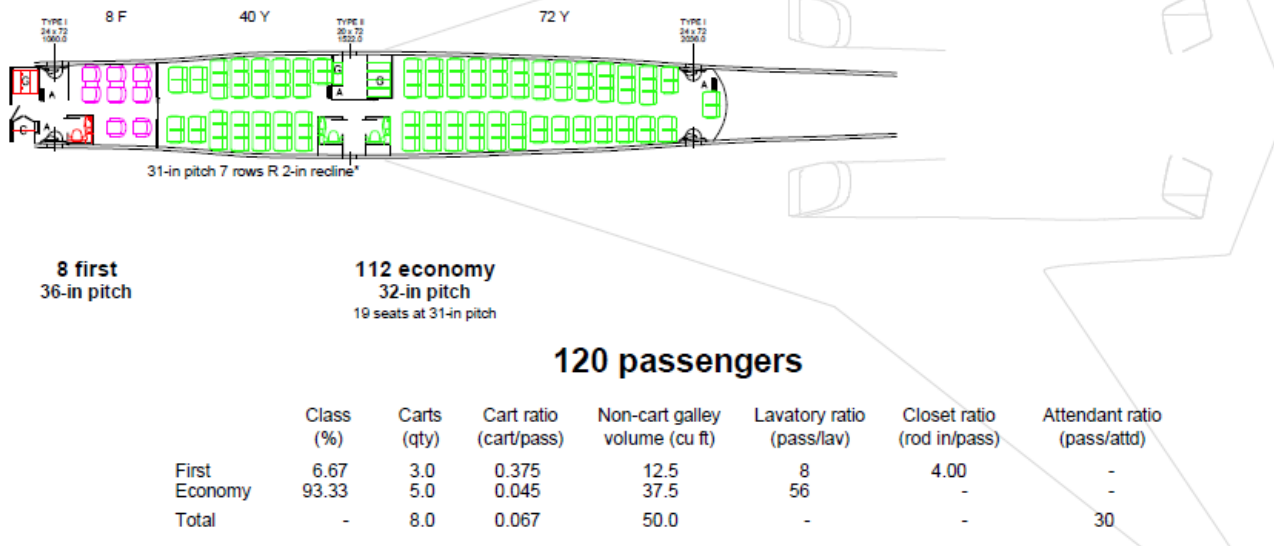 8 F 40 Y 72 Y
TYPE I TYPE II TYPE I
24 x 72 20 x 72 24 x 72
1080.0 1522.0 2036.0
G G G
A A A
C A
31-in pitch 7 rows R 2-in recline*
8 first 112 economy
36-in pitch 32-in pitch
19 seats at 31-in pitch
120 passengers
Class Carts Cart ratio Non-cart galley Lavatory ratio Closet ratio Attendant ratio
(%) (qty) (cart/pass) volume (cu ft) (pass/lav) (rod in/pass) (pass/attd)
First 6.67 3.0 0.375 12.5 8 4.00 -
Economy 93.33 5.0 0.045 37.5 56 - -
Total - 8.0 0.067 50.0 - - 30